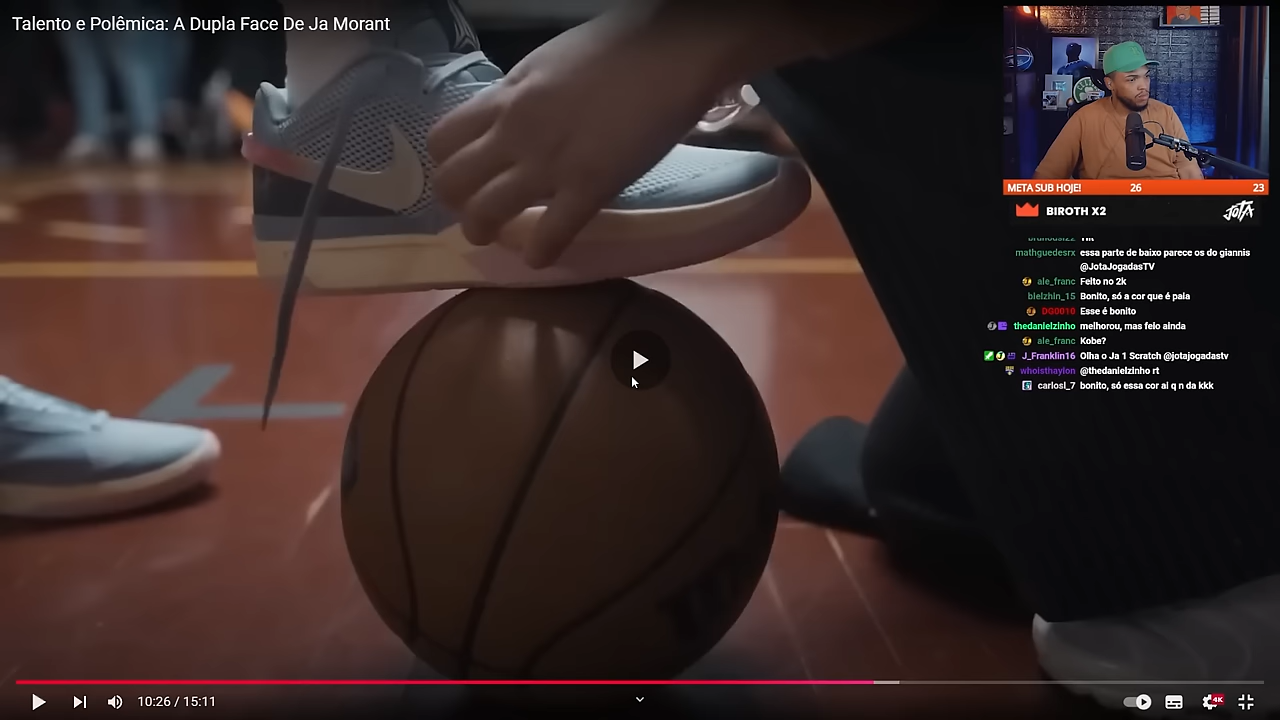 Talento e Polêmica: A Dupla Face De Ja Morant
META SUB HOJE! 26 23
BIROTH X2 JOTA
mathguedesrx essa parte de baixo parece os do giannis
@JotaJogadasTV
ale_franc Feito no 2k
bielzhin_15 Bonito, só a cor que é paia
DG0010 Esse é bonito
thedanielzinho melhorou, mas feio ainda
ale_franc Kobe?
J_Franklin16 Olha o Ja 1 Scratch @jotajogadastv
whoisthaylon @thedanielzinho rt
carlosl_7 bonito, só essa cor ai q n da kkk
10:26 / 15:11
4K